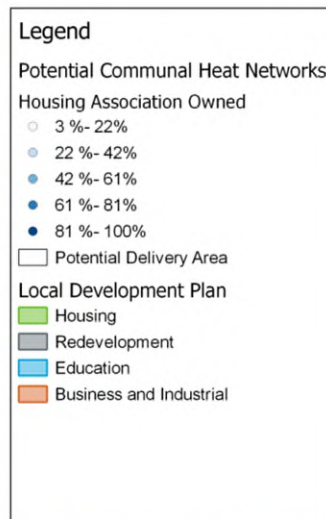 Legend
Potential Communal Heat Networks
Housing Association Owned
3 %- 22%
22 %- 42%
42 %- 61%
61 %- 81%
81 %- 100%
Potential Delivery Area
Local Development Plan
Housing
Redevelopment
Education
Business and Industrial